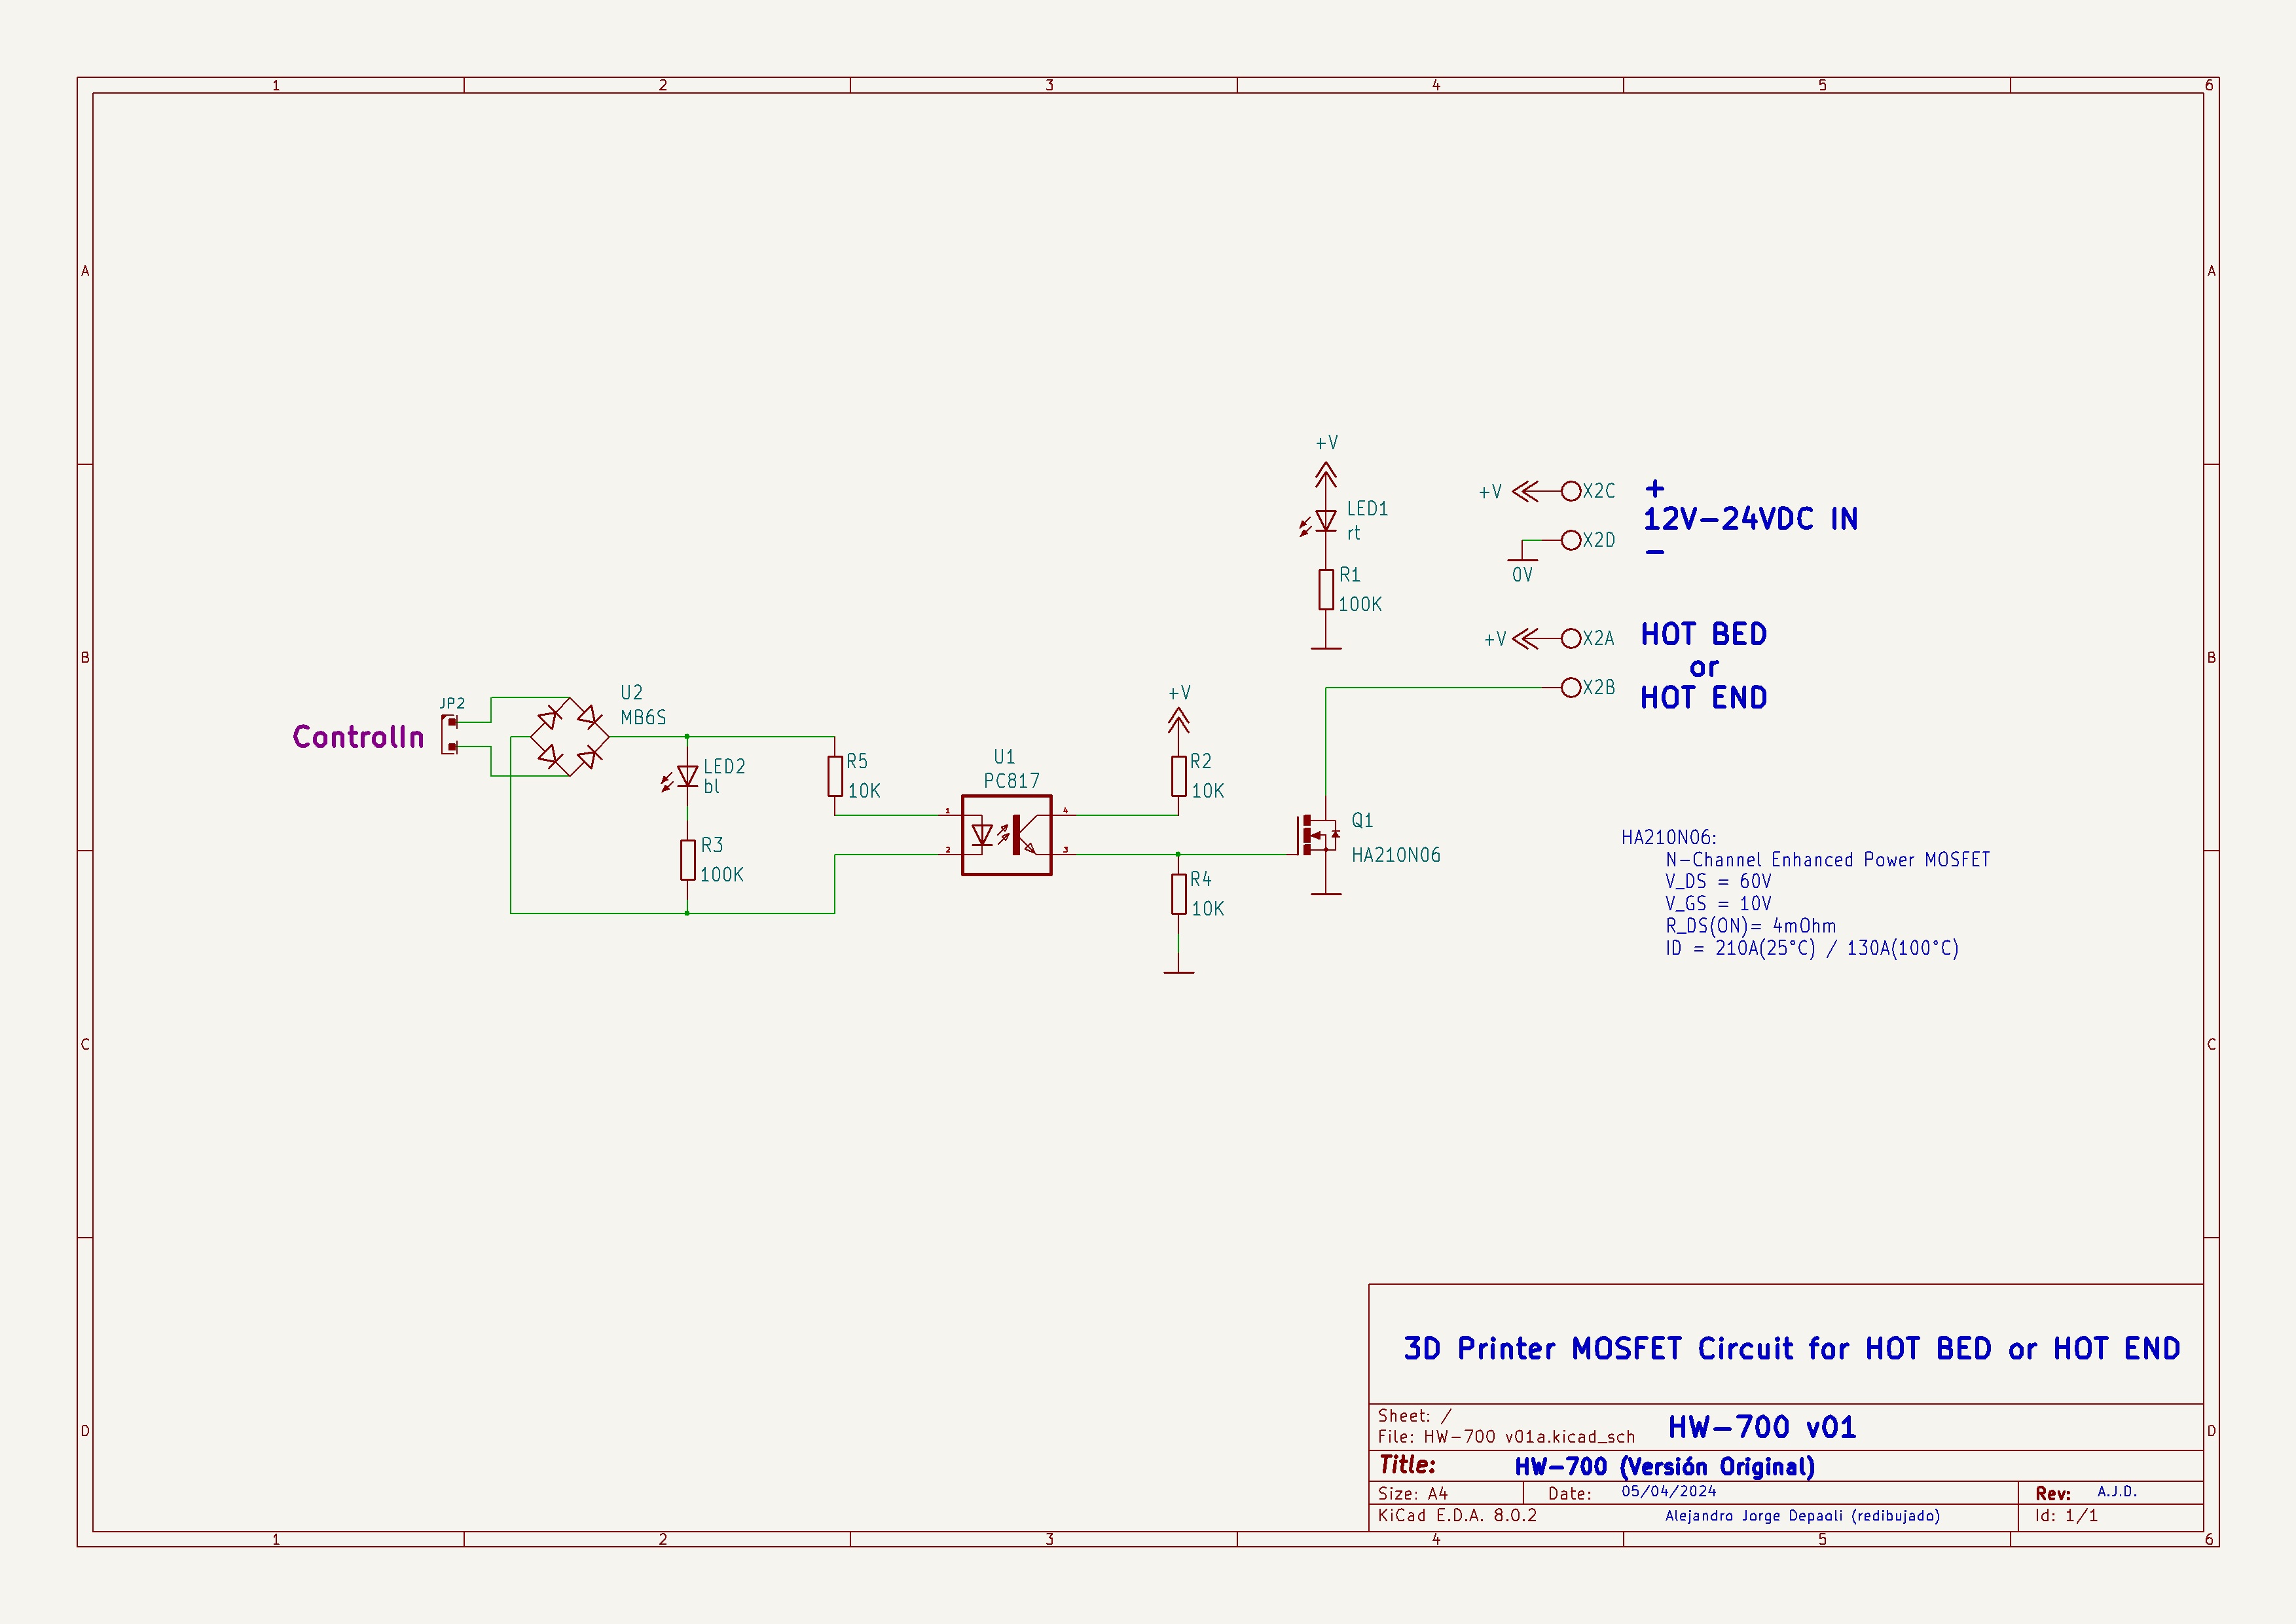 1 2 3 4 5 6
A A
+V
+V X2C +
LED1
rt
12V-24VDC IN
X2D -
0V
R1
100K
+V X2A HOT BED
B B
or
X2B HOT END
JP2
U2
MB6S
+V
ControlIn
LED2
bl
R5
10K
U1
PC817
R2
10K
1 4
2 3
R3
100K
R4
10K
Q1
HA210N06
HA210N06:
N-Channel Enhanced Power MOSFET
V_DS = 60V
V_GS = 10V
R_DS(ON)= 4mOhm
ID = 210A(25°C) / 130A(100°C)
C C
3D Printer MOSFET Circuit for HOT BED or HOT END
Sheet: /
File: HW-700 v01a.kicad_sch
HW-700 v01
D D
Title: HW-700 (Versión Original)
Size: A4 Date: 05/04/2024 Rev: A.J.D.
KiCad E.D.A. 8.0.2 Alejandro Jorge Depaoli (redibujado) Id: 1/1
1 2 3 4 5 6